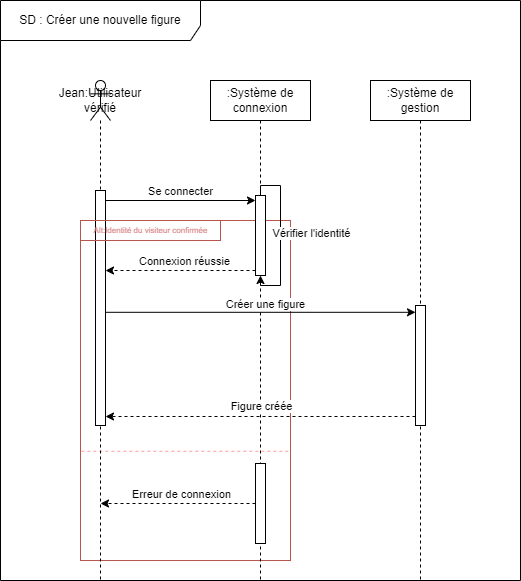 SD : Créer une nouvelle figure
Jean:Utilisateur
vérifié
:Système de
connexion
:Système de
gestion
Se connecter
Alt:Identité du visiteur confirmée
Vérifier l'identité
Connexion réussie
Créer une figure
Figure créée
Erreur de connexion